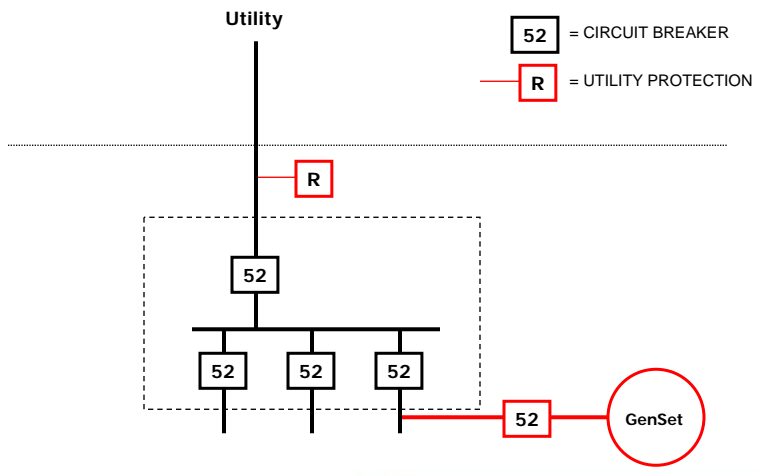 Utility
52 = CIRCUIT BREAKER
R = UTILITY PROTECTION
R
52
52 52 52
52 GenSet